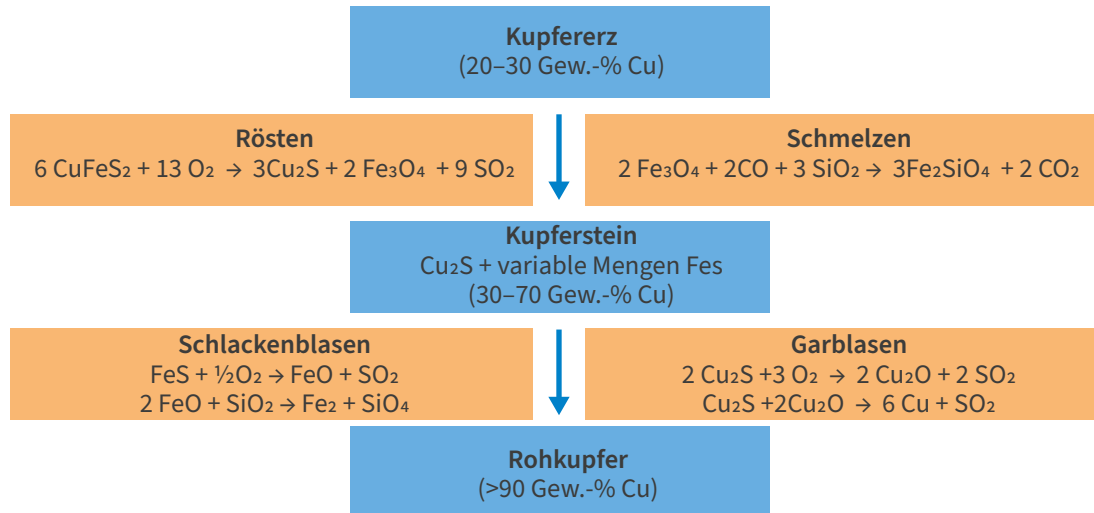 Kupfererz
(20–30 Gew.-% Cu)
Rösten
6 CuFeS₂ + 13 O₂ → 3Cu₂S + 2 Fe₃O₄ + 9 SO₂
Schmelzen
2 Fe₃O₄ + 2CO + 3 SiO₂ → 3Fe₂SiO₄ + 2 CO₂
Kupferstein
Cu₂S + variable Mengen Fes
(30–70 Gew.-% Cu)
Schlackenblasen
FeS + ½O₂ → FeO + SO₂
2 FeO + SiO₂ → Fe₂ + SiO₄
Garblasen
2 Cu₂S +3 O₂ → 2 Cu₂O + 2 SO₂
Cu₂S +2Cu₂O → 6 Cu + SO₂
Rohkupfer
(>90 Gew.-% Cu)